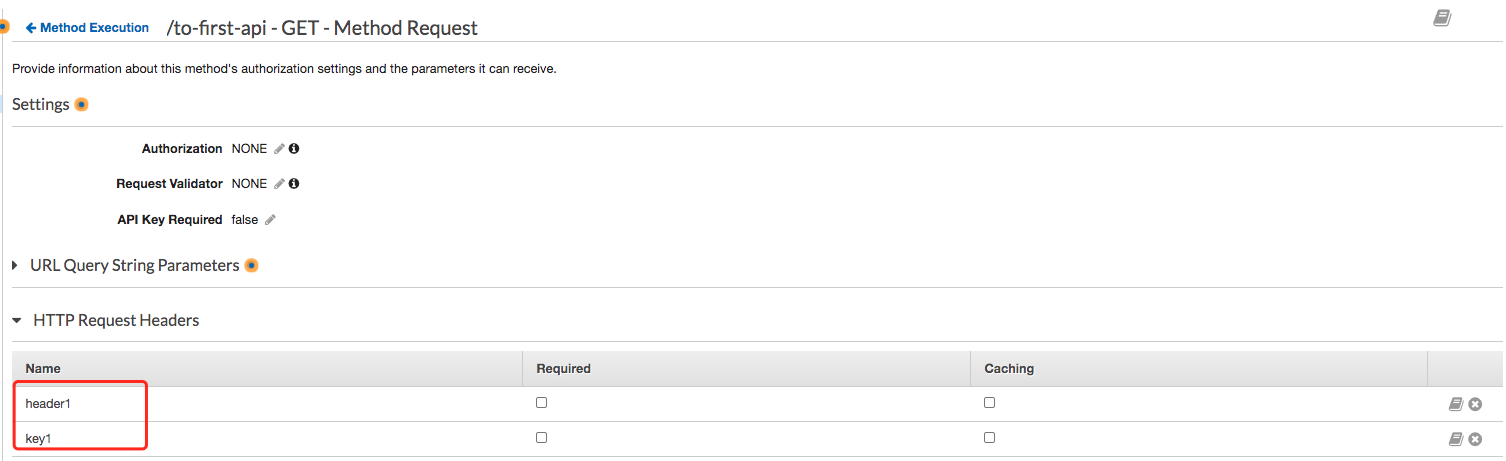 Method Execution /to-first-api - GET - Method Request
Provide information about this method's authorization settings and the parameters it can receive.
Settings
Authorization NONE
Request Validator NONE
API Key Required false
URL Query String Parameters
HTTP Request Headers
Name Required Caching
header1
key1